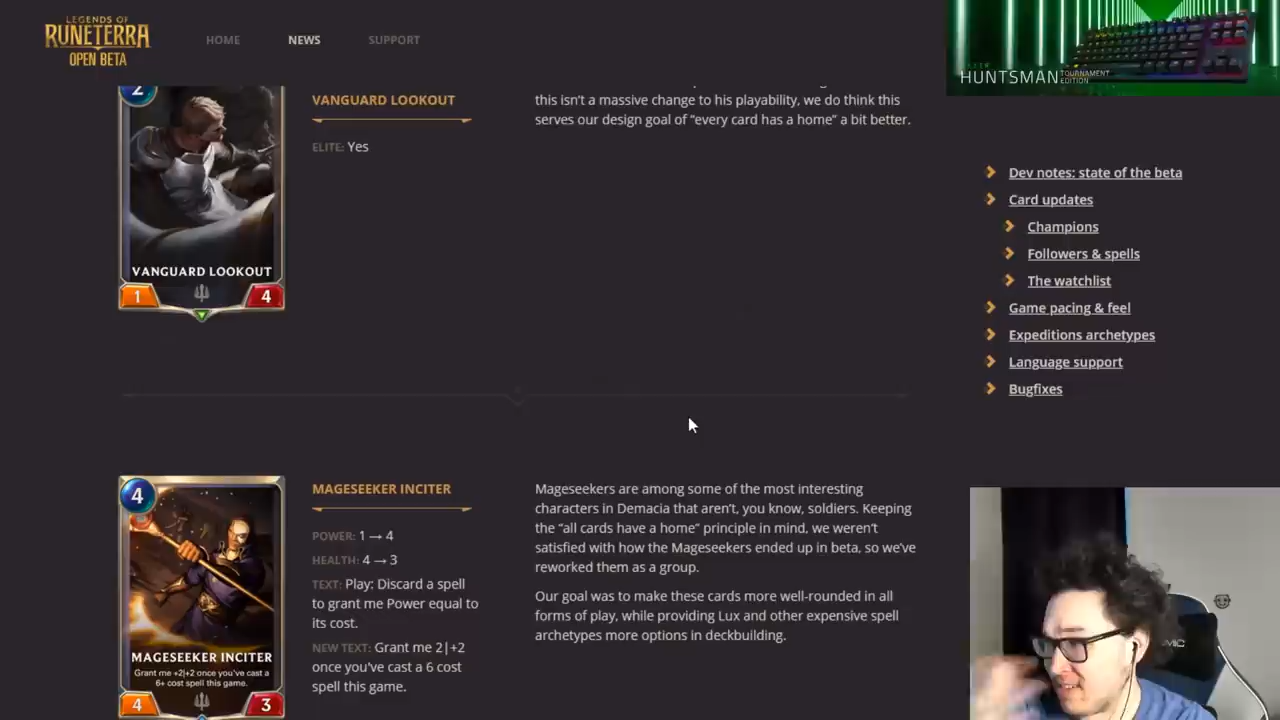 LEGENDS OF
RUNETERRA
OPEN BETA
HOME
NEWS
SUPPORT
HUNTSMAN TOURNAMENT
EDITION
2
VANGUARD LOOKOUT
1
4
VANGUARD LOOKOUT
ELITE: Yes
this isn't a massive change to his playability, we do think this
serves our design goal of "every card has a home" a bit better.
Dev notes: state of the beta
Card updates
Champions
Followers & spells
The watchlist
Game pacing & feel
Expeditions archetypes
Language support
Bugfixes
4
MAGESEEKER INCITER
Grant me +2|+2 once you've cast a
6+ cost spell this game.
4
3
MAGESEEKER INCITER
POWER: 1 → 4
HEALTH: 4 → 3
TEXT: Play: Discard a spell
to grant me Power equal to
its cost.
NEW TEXT: Grant me 2|+2
once you've cast a 6 cost
spell this game.
Mageseekers are among some of the most interesting
characters in Demacia that aren't, you know, soldiers. Keeping
the "all cards have a home" principle in mind, we weren't
satisfied with how the Mageseekers ended up in beta, so we've
reworked them as a group.
Our goal was to make these cards more well-rounded in all
forms of play, while providing Lux and other expensive spell
archetypes more options in deckbuilding.